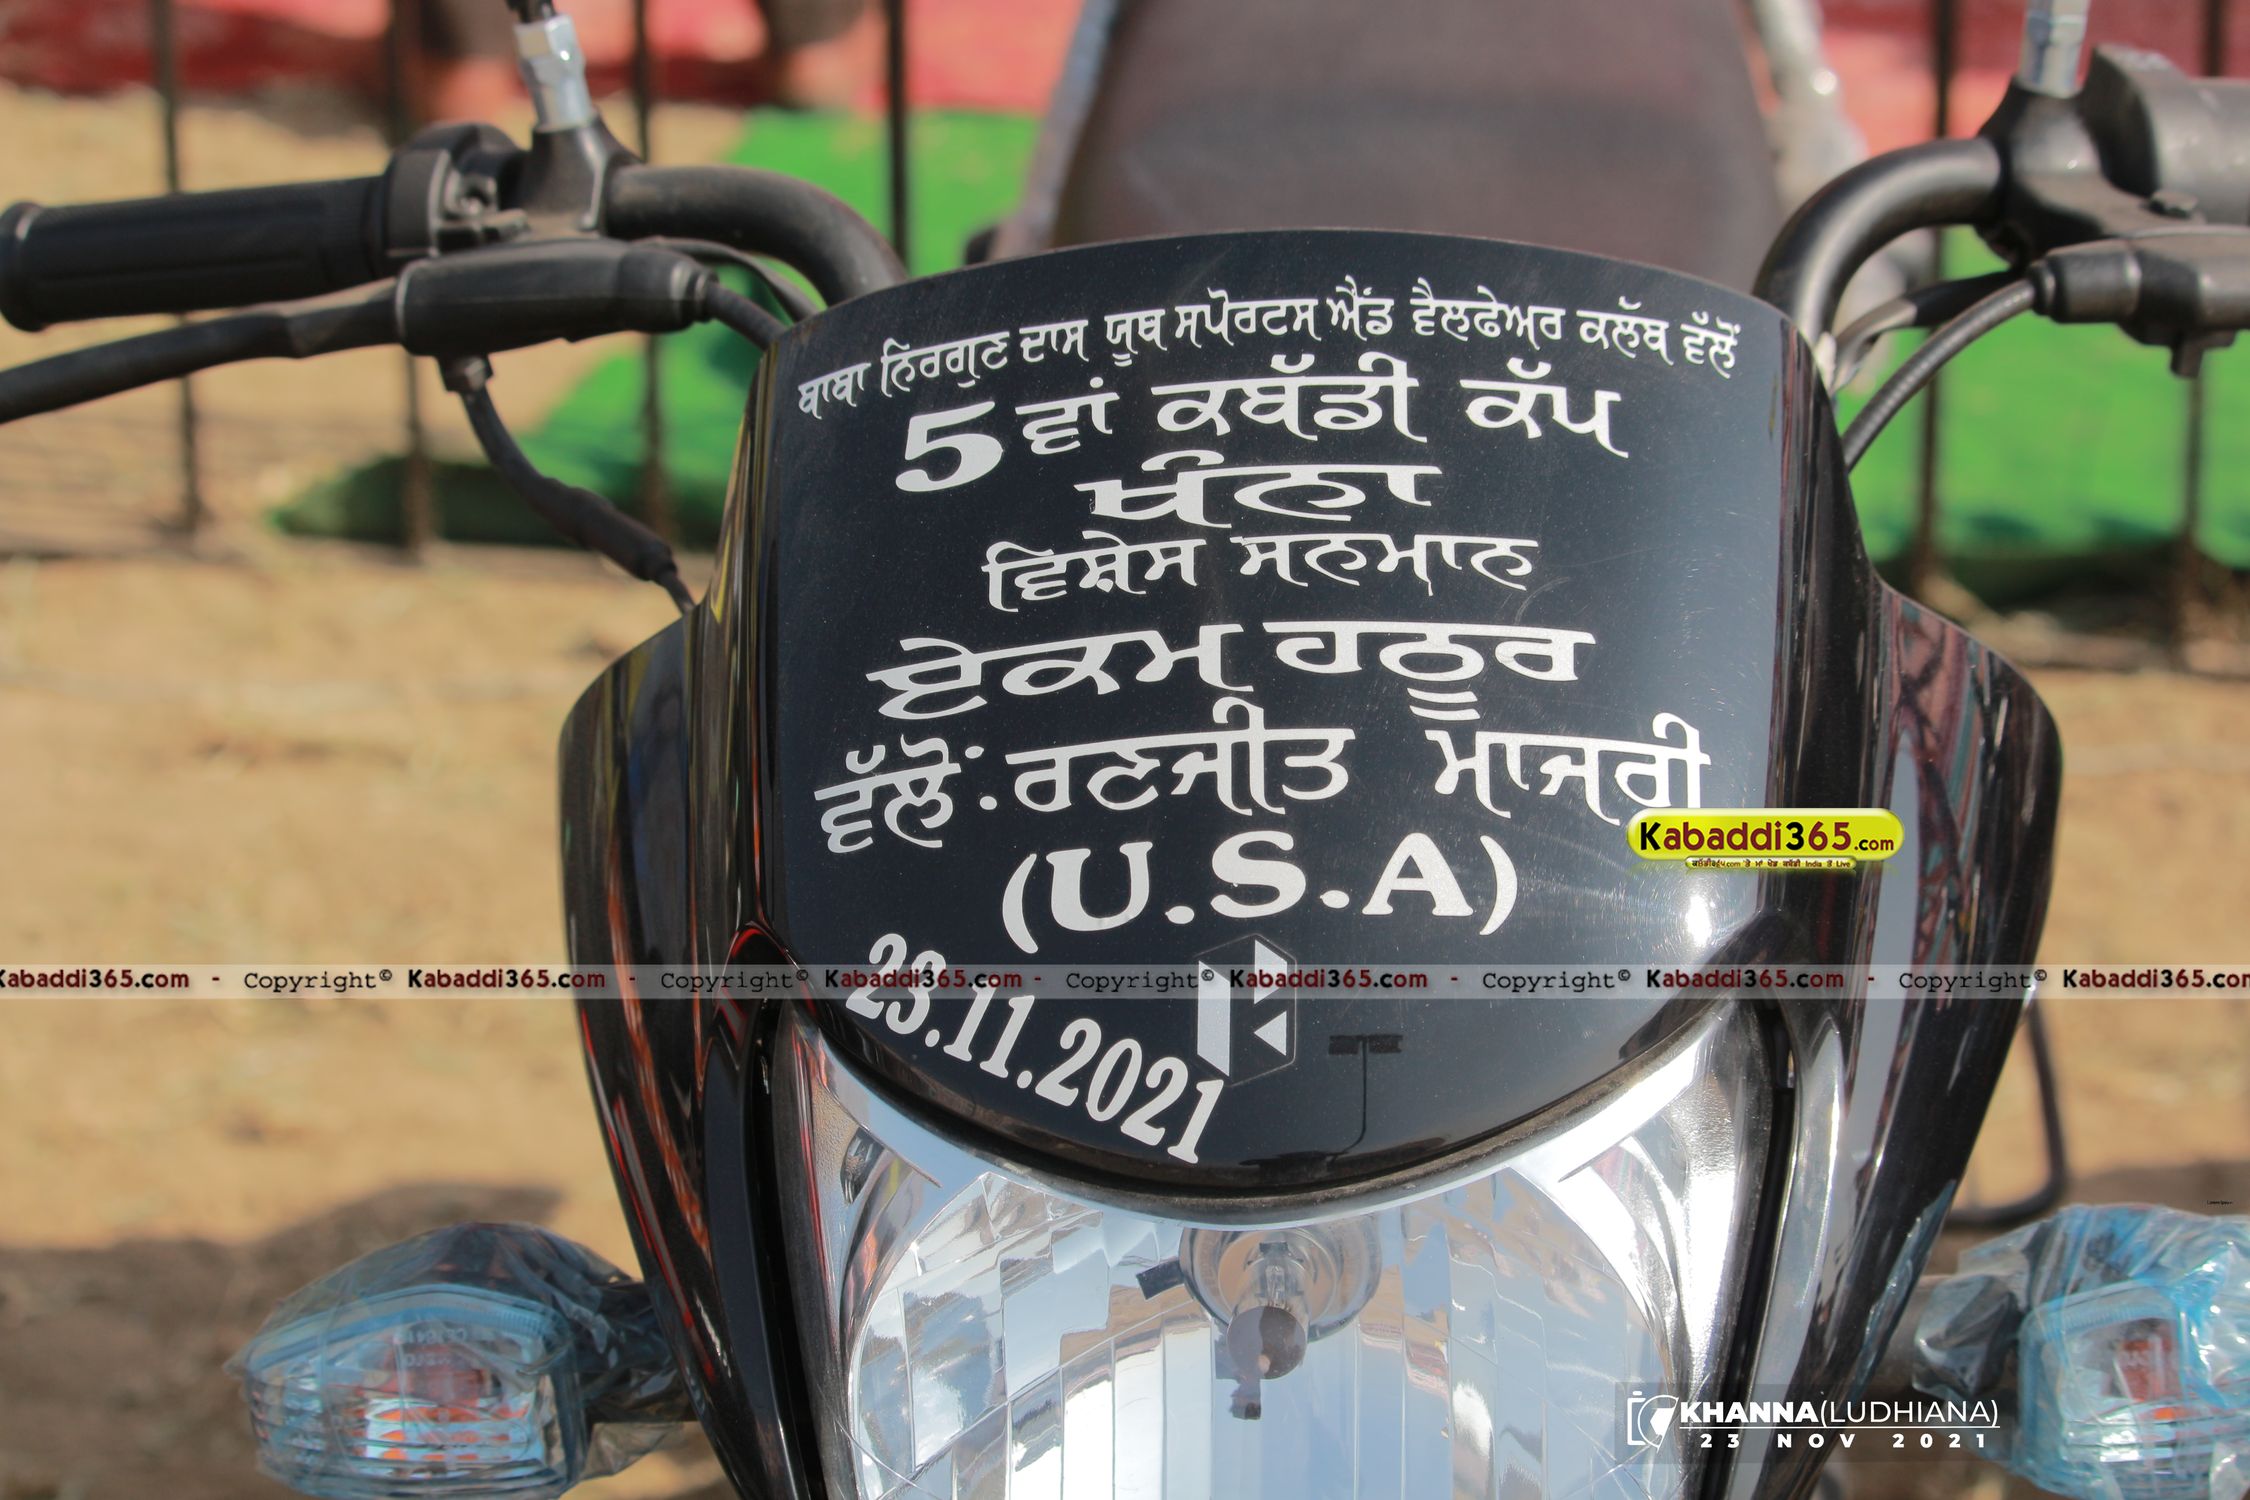 ਬਾਬਾ ਨਿਰਗੁਣ ਦਾਸ ਯੂਥ ਸਪੋਰਟਸ ਐਂਡ ਵੈਲਫੇਅਰ ਕਲੱਬ ਵੱਲੋਂ
5 ਵਾਂ ਕਬੱਡੀ ਕੱਪ
ਖੰਨਾ
ਵਿਸ਼ੇਸ ਸਨਮਾਨ
ਏਕਮ ਹਠੂਰ
ਵੱਲੋਂ : ਰਣਜੀਤ ਮਾਜਰੀ
(U.S.A)
Kabaddi365.com
23.11.2021
Kabaddi365.com - Copyright© Kabaddi365.com - Copyright© Kabaddi365.com - Copyright© Kabaddi365.com - Copyright© Kabaddi365.com - Copyright© Kabaddi365.com
KHANNA(LUDHIANA)
23 NOV 2021